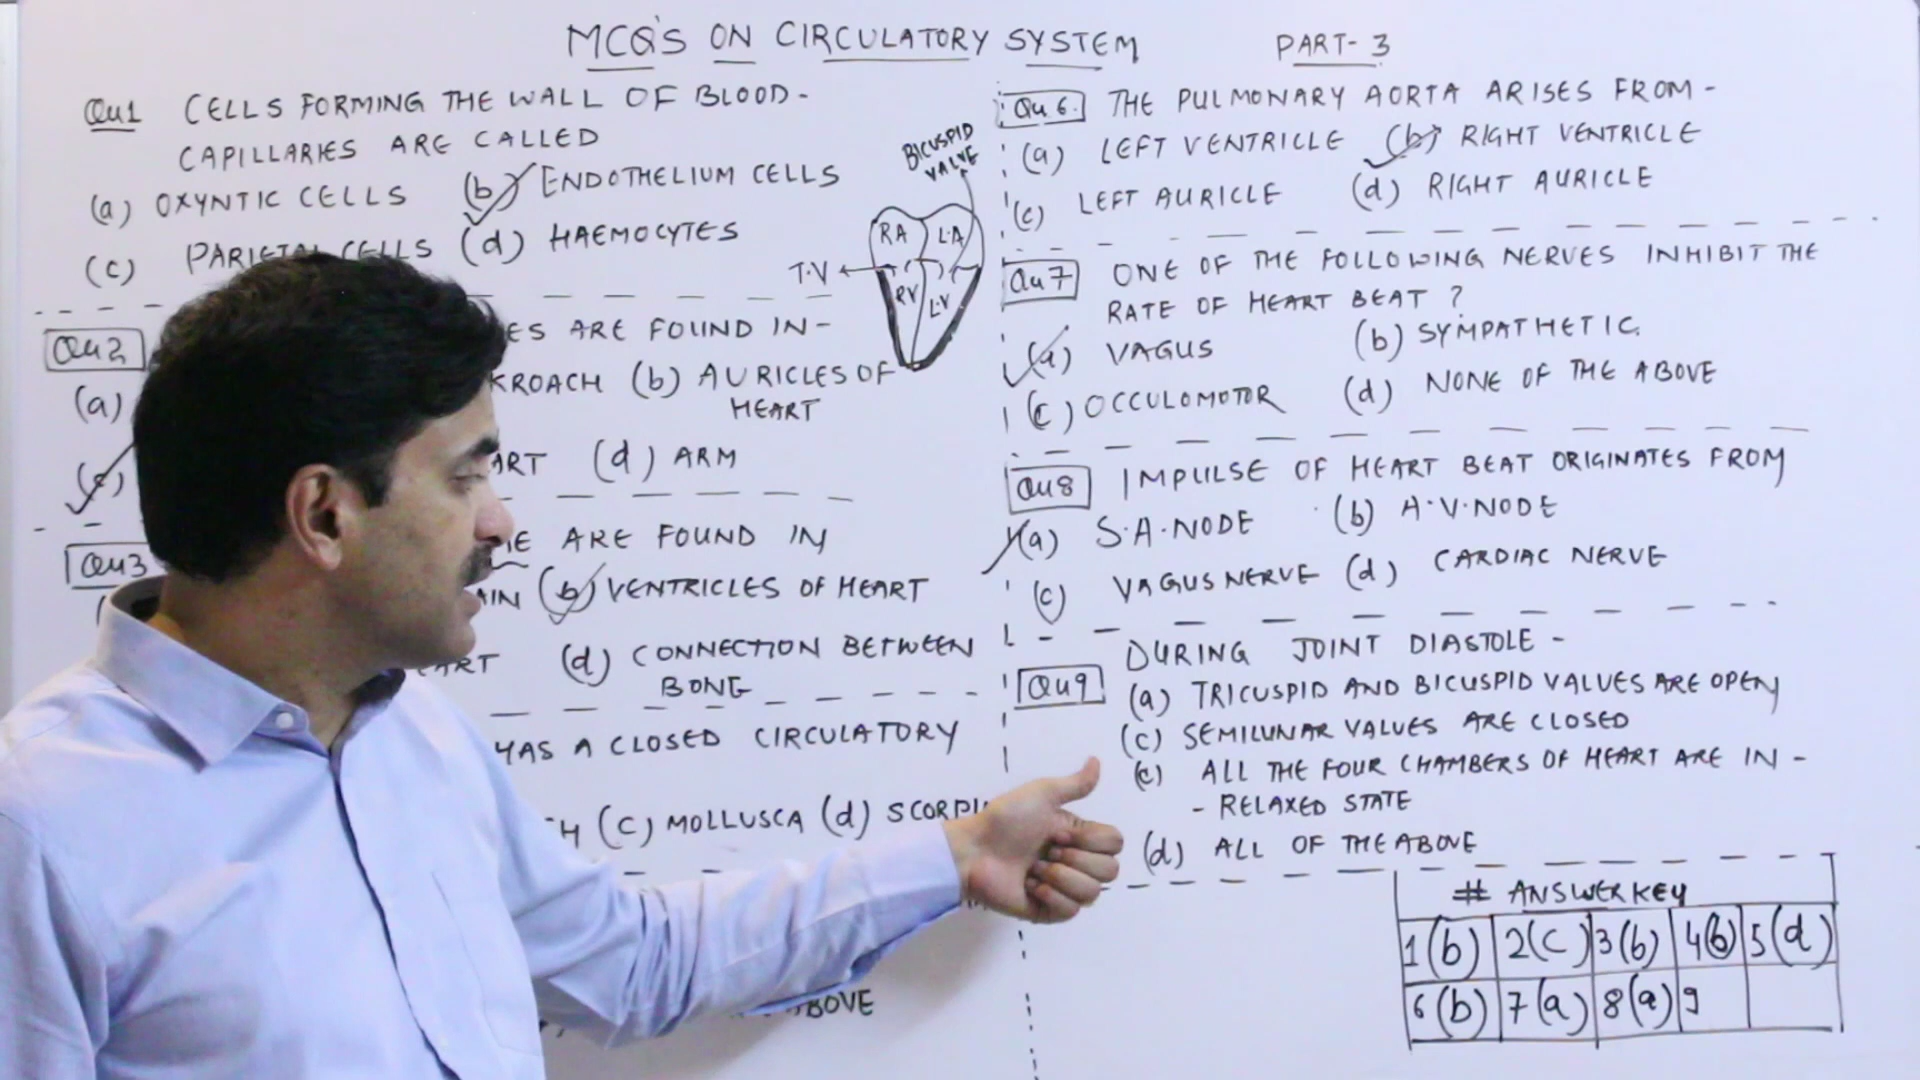 MCQ'S ON CIRCULATORY SYSTEM PART-3
Qu1 CELLS FORMING THE WALL OF BLOOD-
CAPILLARIES ARE CALLED
(a) OXYNTIC CELLS (b) ENDOTHELIUM CELLS
(c) PARIETAL CELLS (d) HAEMOCYTES
Qu2 ES ARE FOUND IN-
(a) KROACH (b) AURICLES OF
HEART
(c) ART (d) ARM
Qu3 ARE FOUND IN
AIN (b) VENTRICLES OF HEART
EART (d) CONNECTION BETWEEN
BONG
HAS A CLOSED CIRCULATORY
H (C) MOLLUSCA (d) SCORPI
BOVE
BICUSPID
VALVE
RA L.A
T.V
RV L.V
Qu6. THE PULMONARY AORTA ARISES FROM-
(a) LEFT VENTRICLE (b) RIGHT VENTRICLE
(c) LEFT AURICLE (d) RIGHT AURICLE
Qu7 ONE OF THE FOLLOWING NERVES INHIBIT THE
RATE OF HEART BEAT ?
(a) VAGUS (b) SYMPATHETIC
(c) OCCULOMOTOR (d) NONE OF THE ABOVE
Qu8 IMPULSE OF HEART BEAT ORIGINATES FROM
(a) S.A.NODE (b) A.V.NODE
(c) VAGUS NERVE (d) CARDIAC NERVE
DURING JOINT DIASTOLE -
Qu9 (a) TRICUSPID AND BICUSPID VALVES ARE OPEN
(c) SEMILUNAR VALVES ARE CLOSED
(c) ALL THE FOUR CHAMBERS OF HEART ARE IN -
- RELAXED STATE
(d) ALL OF THE ABOVE
# ANSWER KEY
1(b) 2(C) 3(b) 4(b) 5(d)
6(b) 7(a) 8(a) 9